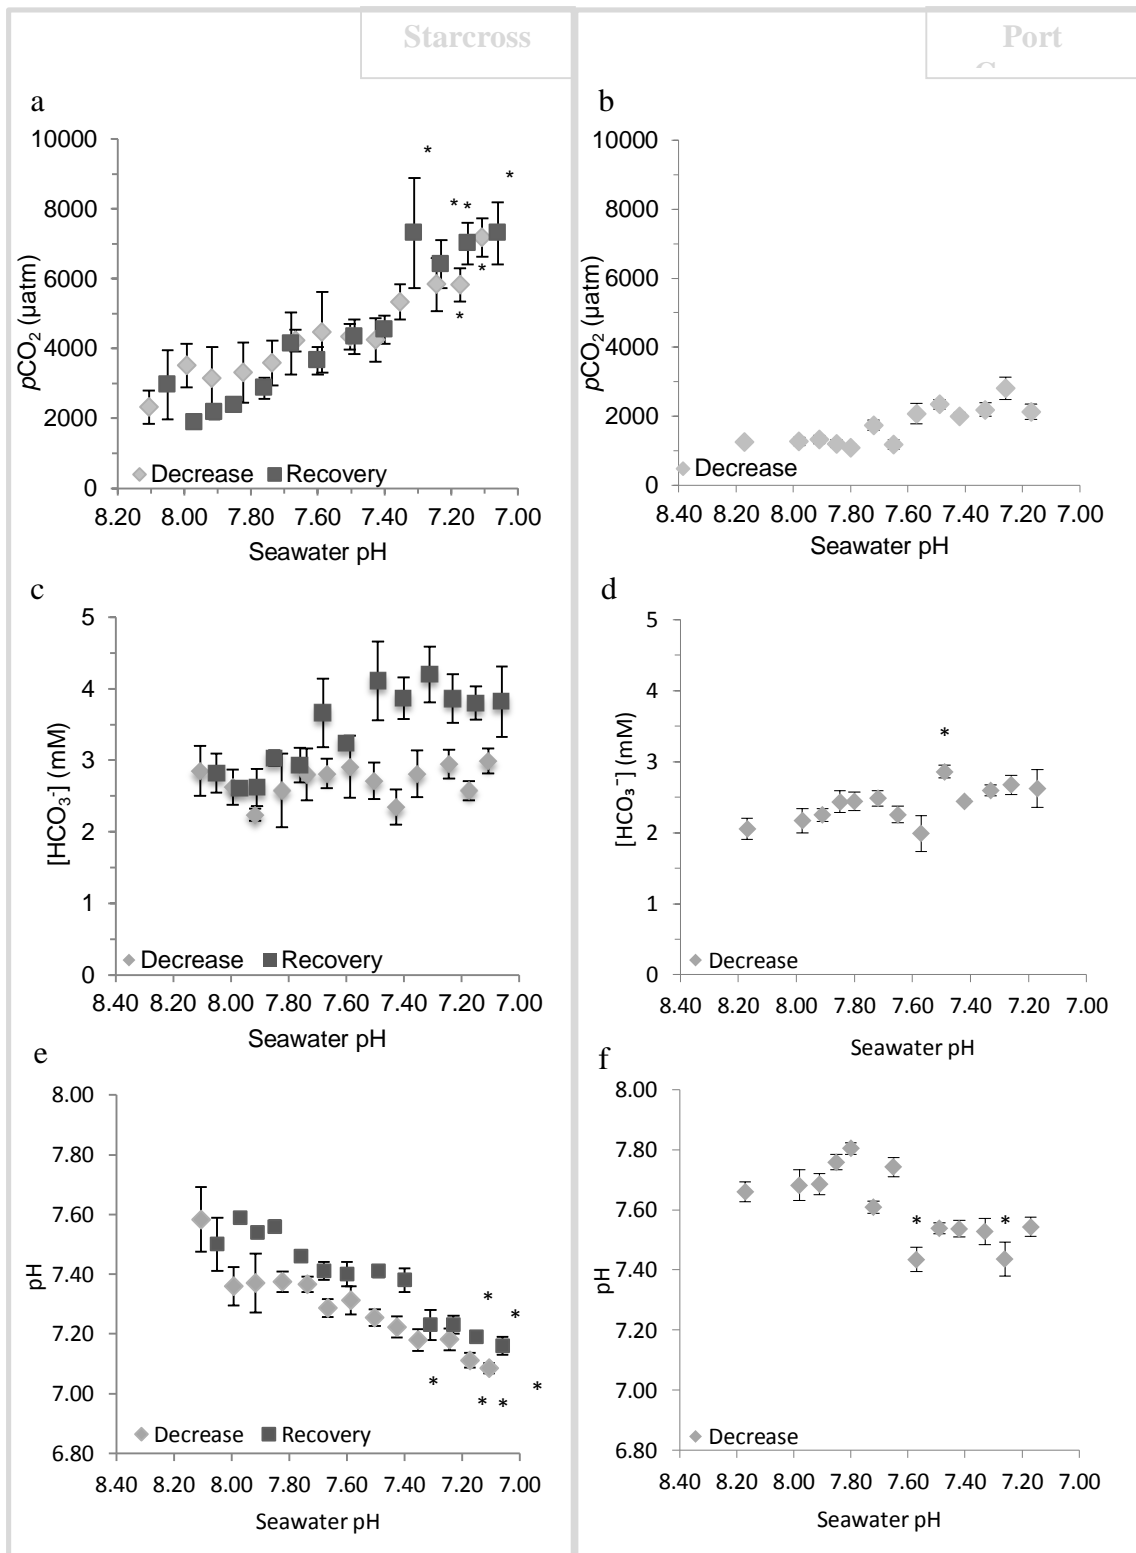 Starcross
Port
a
10000
8000
6000
4000
2000
0
pCO₂ (µatm)
* * * * * *
Decrease Recovery
8.20 8.00 7.80 7.60 7.40 7.20 7.00
Seawater pH
b
10000
8000
6000
4000
2000
0
pCO₂ (µatm)
Decrease
8.40 8.20 8.00 7.80 7.60 7.40 7.20 7.00
Seawater pH
c
5
4
3
2
1
0
[HCO₃] (mM)
Decrease Recovery
8.40 8.20 8.00 7.80 7.60 7.40 7.20 7.00
Seawater pH
d
5
4
3
2
1
0
[HCO₃⁻] (mM)
*
Decrease
8.40 8.20 8.00 7.80 7.60 7.40 7.20 7.00
Seawater pH
e
8.00
7.80
7.60
7.40
7.20
7.00
6.80
pH
* * * * * *
Decrease Recovery
8.40 8.20 8.00 7.80 7.60 7.40 7.20 7.00
Seawater pH
f
8.00
7.80
7.60
7.40
7.20
7.00
6.80
pH
* *
Decrease
8.40 8.20 8.00 7.80 7.60 7.40 7.20 7.00
Seawater pH